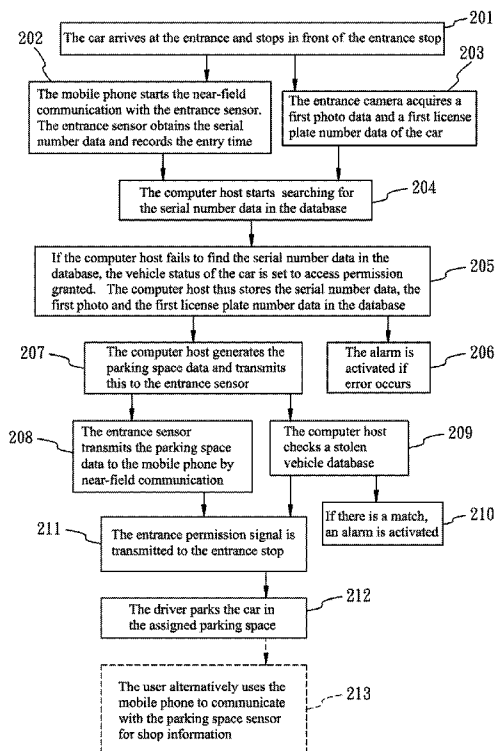 201
The car arrives at the entrance and stops in front of the entrance stop
202
The mobile phone starts the near-field
communication with the entrance sensor.
The entrance sensor obtains the serial
number data and records the entry time
203
The entrance camera acquires a
first photo data and a first license
plate number data of the car
204
The computer host starts searching for
the serial number data in the database
205
If the computer host fails to find the serial number data in the
database, the vehicle status of the car is set to access permission
granted. The computer host thus stores the serial number data, the
first photo and the first license plate number data in the database
207
The computer host generates the
parking space data and transmits
this to the entrance sensor
The alarm is
activated if
error occurs
206
208
The entrance sensor
transmits the parking space
data to the mobile phone by
near-field communication
The computer host
checks a stolen
vehicle database
209
If there is a match,
an alarm is activated
210
211
The entrance permission signal is
transmitted to the entrance stop
212
The driver parks the car in
the assigned parking space
213
The user alternatively uses the
mobile phone to communicate
with the parking space sensor
for shop information